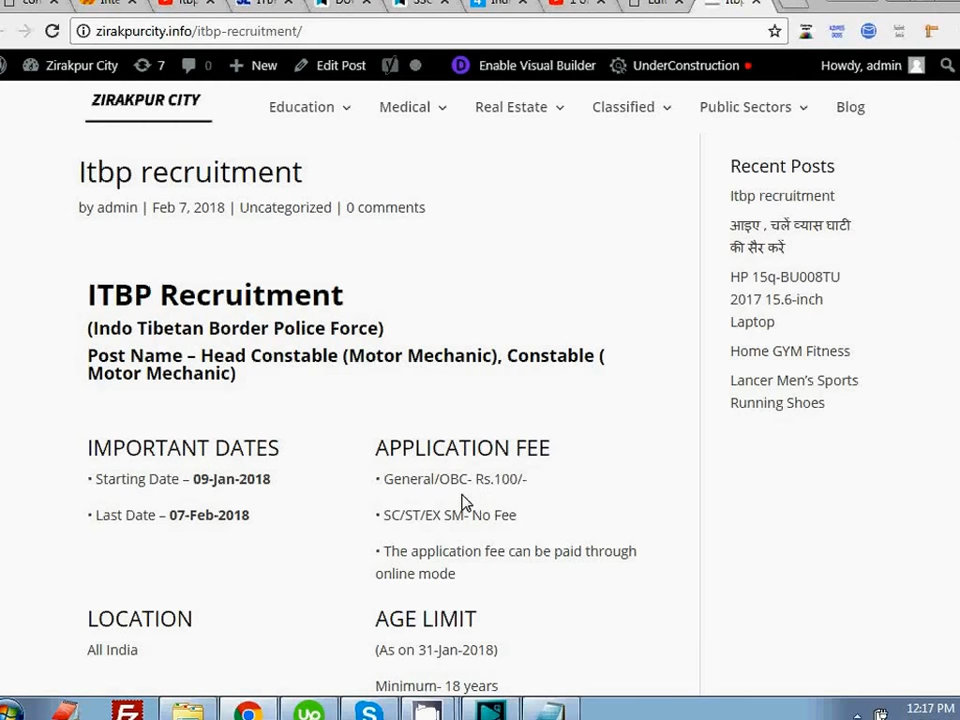 zirakpurcity.info/itbp-recruitment/
Zirakpur City 7 0 New Edit Post Enable Visual Builder UnderConstruction Howdy, admin
ZIRAKPUR CITY Education Medical Real Estate Classified Public Sectors Blog
Itbp recruitment
by admin | Feb 7, 2018 | Uncategorized | 0 comments
ITBP Recruitment
(Indo Tibetan Border Police Force)
Post Name – Head Constable (Motor Mechanic), Constable (
Motor Mechanic)
IMPORTANT DATES
• Starting Date – 09-Jan-2018
• Last Date – 07-Feb-2018
APPLICATION FEE
• General/OBC- Rs.100/-
• SC/ST/EX SM- No Fee
• The application fee can be paid through
online mode
LOCATION
All India
AGE LIMIT
(As on 31-Jan-2018)
Minimum- 18 years
Recent Posts
Itbp recruitment
आइए , चलें व्यास घाटी
की सैर करें
HP 15q-BU008TU
2017 15.6-inch
Laptop
Home GYM Fitness
Lancer Men's Sports
Running Shoes
12:17 PM